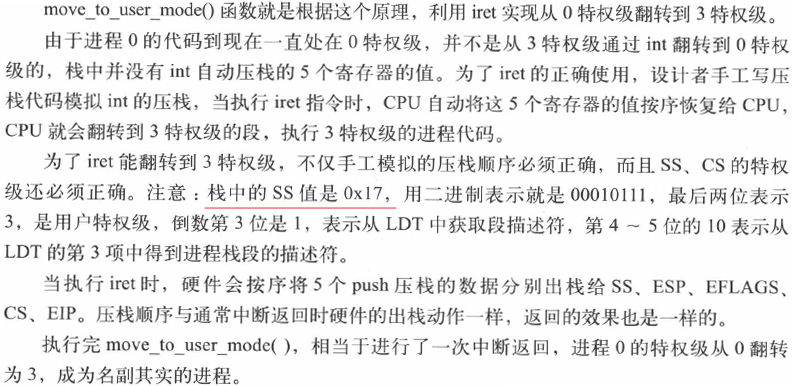 move_to_user_mode() 函数就是根据这个原理，利用 iret 实现从 0 特权级翻转到 3 特权级。
由于进程 0 的代码到现在一直处在 0 特权级，并不是从 3 特权级通过 int 翻转到 0 特权
级的，栈中并没有 int 自动压栈的 5 个寄存器的值。为了 iret 的正确使用，设计者手工写压
栈代码模拟 int 的压栈，当执行 iret 指令时，CPU 自动将这 5 个寄存器的值按序恢复给 CPU，
CPU 就会翻转到 3 特权级的段，执行 3 特权级的进程代码。
为了 iret 能翻转到 3 特权级，不仅手工模拟的压栈顺序必须正确，而且 SS、CS 的特权
级还必须正确。注意：栈中的 SS 值是 0x17，用二进制表示就是 00010111，最后两位表示
3，是用户特权级，倒数第 3 位是 1，表示从 LDT 中获取段描述符，第 4 ～ 5 位的 10 表示从
LDT 的第 3 项中得到进程栈段的描述符。
当执行 iret 时，硬件会按序将 5 个 push 压栈的数据分别出栈给 SS、ESP、EFLAGS、
CS、EIP。压栈顺序与通常中断返回时硬件的出栈动作一样，返回的效果也是一样的。
执行完 move_to_user_mode( )，相当于进行了一次中断返回，进程 0 的特权级从 0 翻转
为 3，成为名副其实的进程。